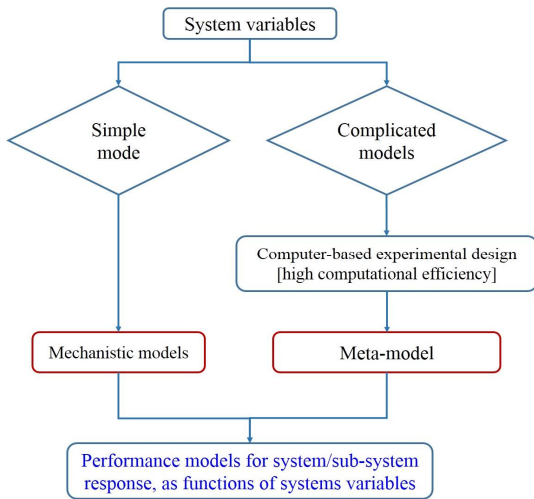 System variables
Simple
mode
Complicated
models
Computer-based experimental design
[high computational efficiency]
Mechanistic models
Meta-model
Performance models for system/sub-system
response, as functions of systems variables